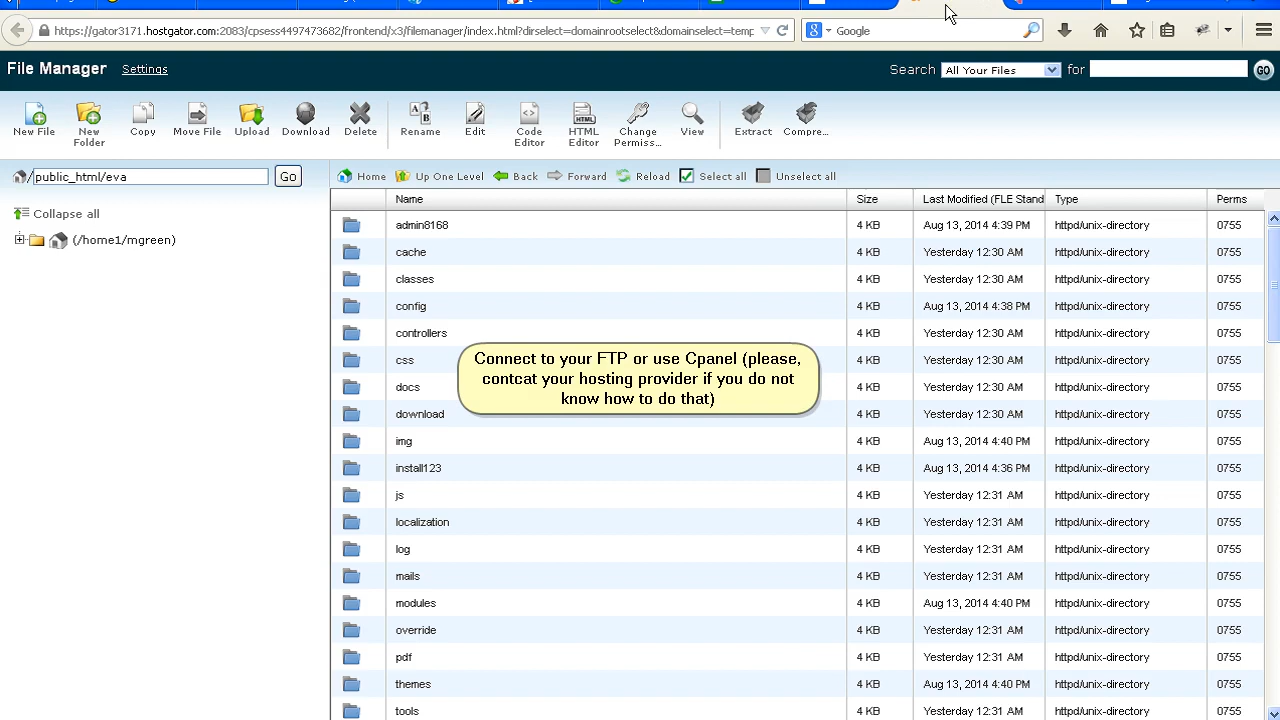 https://gator3171.hostgator.com:2083/cpsess4497473682/frontend/x3/filemanager/index.html?dirselect=domainrootselect&domainselect=temp
Google
File Manager
Settings
Search
All Your Files
for
GO
New File
New Folder
Copy
Move File
Upload
Download
Delete
Rename
Edit
Code Editor
HTML Editor
Change Permiss...
View
Extract
Compre...
/ public_html/eva
Go
Home
Up One Level
Back
Forward
Reload
Select all
Unselect all
Collapse all
(/home1/mgreen)
Name Size Last Modified (FLE Stand Type Perms
admin8168 4 KB Aug 13, 2014 4:39 PM httpd/unix-directory 0755
cache 4 KB Yesterday 12:30 AM httpd/unix-directory 0755
classes 4 KB Yesterday 12:30 AM httpd/unix-directory 0755
config 4 KB Aug 13, 2014 4:38 PM httpd/unix-directory 0755
controllers 4 KB Yesterday 12:30 AM httpd/unix-directory 0755
css 4 KB Yesterday 12:30 AM httpd/unix-directory 0755
docs 4 KB Yesterday 12:30 AM httpd/unix-directory 0755
download 4 KB Yesterday 12:30 AM httpd/unix-directory 0755
img 4 KB Aug 13, 2014 4:40 PM httpd/unix-directory 0755
install123 4 KB Aug 13, 2014 4:36 PM httpd/unix-directory 0755
js 4 KB Yesterday 12:31 AM httpd/unix-directory 0755
localization 4 KB Yesterday 12:31 AM httpd/unix-directory 0755
log 4 KB Yesterday 12:31 AM httpd/unix-directory 0755
mails 4 KB Yesterday 12:31 AM httpd/unix-directory 0755
modules 4 KB Aug 13, 2014 4:40 PM httpd/unix-directory 0755
override 4 KB Yesterday 12:31 AM httpd/unix-directory 0755
pdf 4 KB Yesterday 12:31 AM httpd/unix-directory 0755
themes 4 KB Aug 13, 2014 4:40 PM httpd/unix-directory 0755
tools 4 KB Yesterday 12:31 AM httpd/unix-directory 0755
Connect to your FTP or use Cpanel (please,
contcat your hosting provider if you do not
know how to do that)